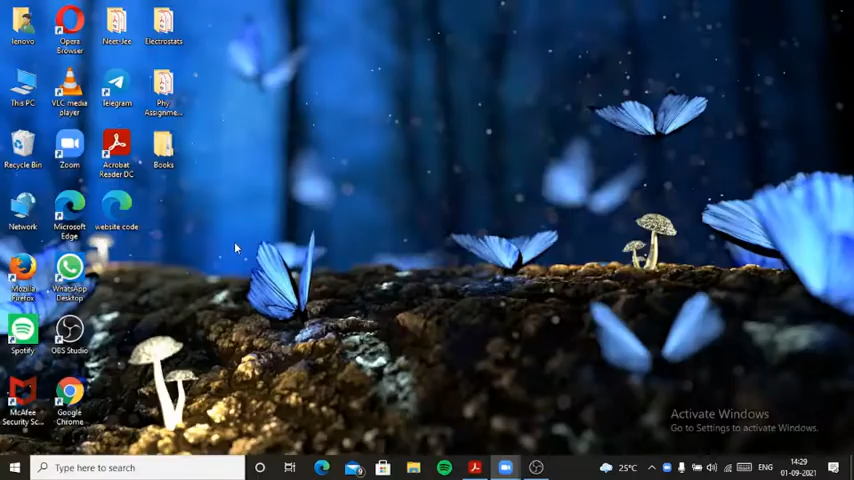 lenovo
Opera
Browser
Neet-Jee
Electrostats
This PC
VLC media
player
Telegram
Phy
Assignme...
Recycle Bin
Zoom
Acrobat
Reader DC
Books
Network
Microsoft
Edge
website code
Mozilla
Firefox
WhatsApp
Desktop
Spotify
OBS Studio
McAfee
Security Sc...
Google
Chrome
Activate Windows
Go to Settings to activate Windows.
Type here to search
25°C
ENG
14:29
01-09-2021